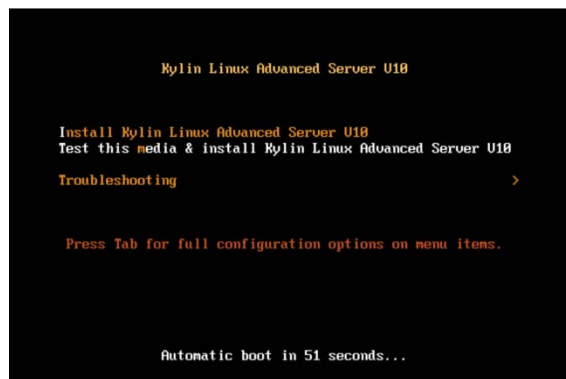 Kylin Linux Advanced Server V10
Install Kylin Linux Advanced Server V10
Test this media & install Kylin Linux Advanced Server V10
Troubleshooting >
Press Tab for full configuration options on menu items.
Automatic boot in 51 seconds...